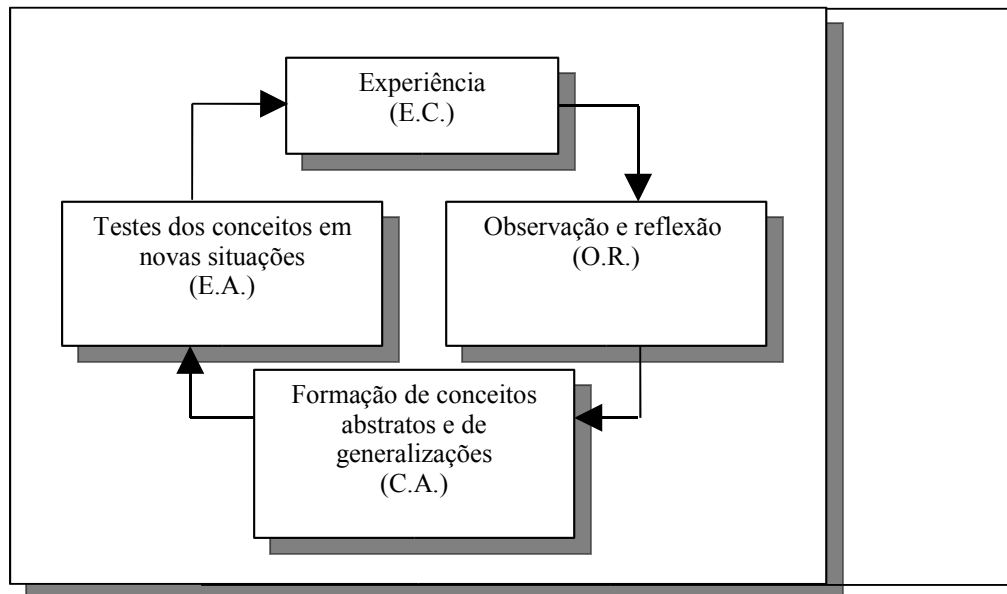 Experiência
(E.C.)
Observação e reflexão
(O.R.)
Formação de conceitos
abstratos e de
generalizações
(C.A.)
Testes dos conceitos em
novas situações
(E.A.)